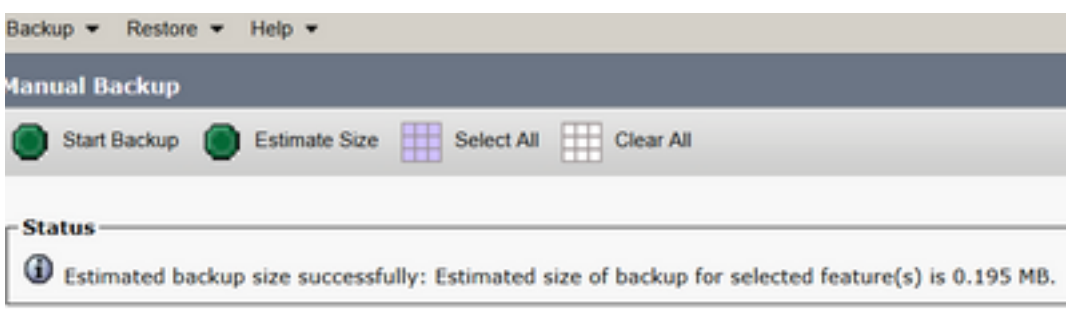 Backup Restore Help
Manual Backup
Start Backup Estimate Size Select All Clear All
Status
Estimated backup size successfully: Estimated size of backup for selected feature(s) is 0.195 MB.